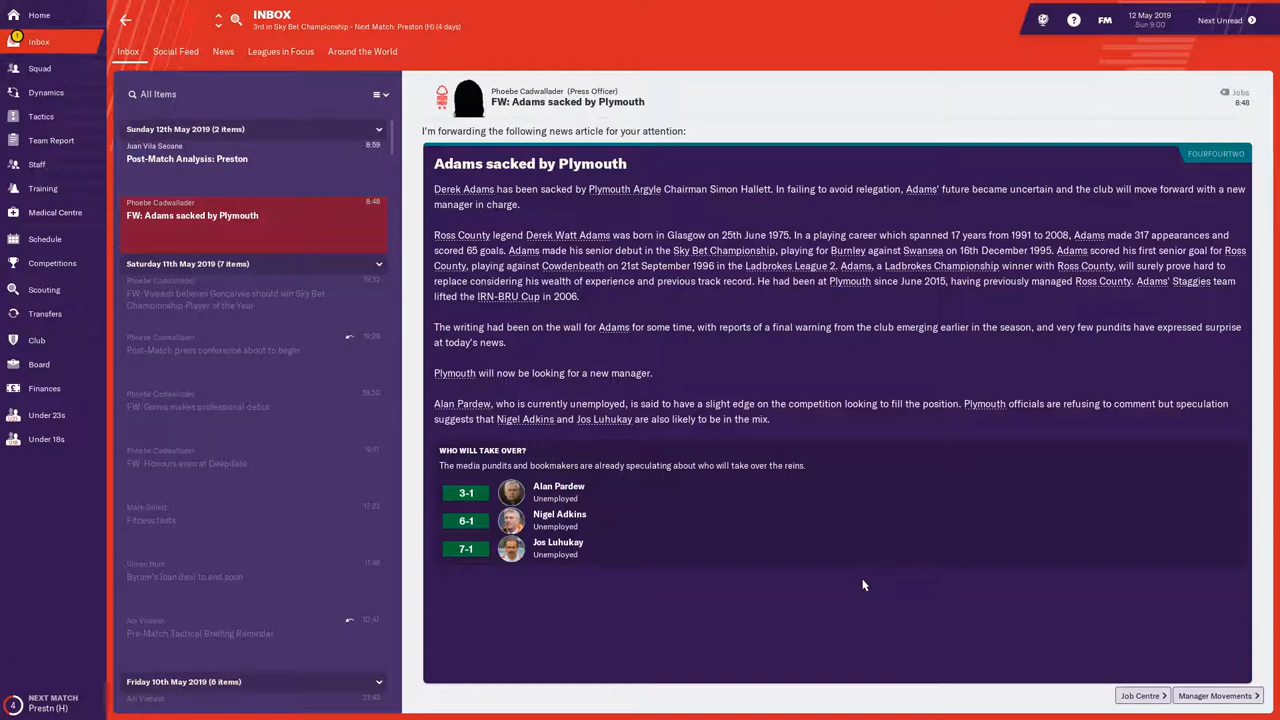 INBOX
3rd in Sky Bet Championship - Next Match: Preston (H) (4 days)
FM
12 May 2019
Sun 9:00
Next Unread
Home
1
Inbox
Squad
Dynamics
Tactics
Team Report
Staff
Training
Medical Centre
Schedule
Competitions
Scouting
Transfers
Club
Board
Finances
Under 23s
Under 18s
4
NEXT MATCH
Prestn (H)
Inbox
Social Feed
News
Leagues in Focus
Around the World
All Items
Sunday 12th May 2019 (2 items)
Juan Vila Seoane
8:59
Post-Match Analysis: Preston
Phoebe Cadwallader
8:48
FW: Adams sacked by Plymouth
Saturday 11th May 2019 (7 items)
Phoebe Cadwallader
FW: Viveash believes Gonçalves should win Sky Bet
Championship Player of the Year
Phoebe Cadwallader
19:29
Post-Match press conference about to begin
Phoebe Cadwallader
FW: Goma makes professional debut
Phoebe Cadwallader
FW: Honours even at Deepdale
17:23
Fitness tests
Simon Hunt
11:46
Byram's loan deal to end soon
Adi Viveash
10:41
Pre-Match Tactical Briefing Reminder
Friday 10th May 2019 (6 items)
Adi Viveash
21:40
Phoebe Cadwallader (Press Officer)
FW: Adams sacked by Plymouth
Jobs
8:48
I'm forwarding the following news article for your attention:
FOURFOURTWO
Adams sacked by Plymouth
Derek Adams has been sacked by Plymouth Argyle Chairman Simon Hallett. In failing to avoid relegation, Adams' future became uncertain and the club will move forward with a new
manager in charge.
Ross County legend Derek Watt Adams was born in Glasgow on 25th June 1975. In a playing career which spanned 17 years from 1991 to 2008, Adams made 317 appearances and
scored 65 goals. Adams made his senior debut in the Sky Bet Championship, playing for Burnley against Swansea on 16th December 1995. Adams scored his first senior goal for Ross
County, playing against Cowdenbeath on 21st September 1996 in the Ladbrokes League 2. Adams, a Ladbrokes Championship winner with Ross County, will surely prove hard to
replace considering his wealth of experience and previous track record. He had been at Plymouth since June 2015, having previously managed Ross County. Adams' Staggies team
lifted the IRN-BRU Cup in 2006.
The writing had been on the wall for Adams for some time, with reports of a final warning from the club emerging earlier in the season, and very few pundits have expressed surprise
at today's news.
Plymouth will now be looking for a new manager.
Alan Pardew, who is currently unemployed, is said to have a slight edge on the competition looking to fill the position. Plymouth officials are refusing to comment but speculation
suggests that Nigel Adkins and Jos Luhukay are also likely to be in the mix.
WHO WILL TAKE OVER?
The media pundits and bookmakers are already speculating about who will take over the reins.
3-1
Alan Pardew
Unemployed
6-1
Nigel Adkins
Unemployed
7-1
Jos Luhukay
Unemployed
Job Centre
Manager Movements